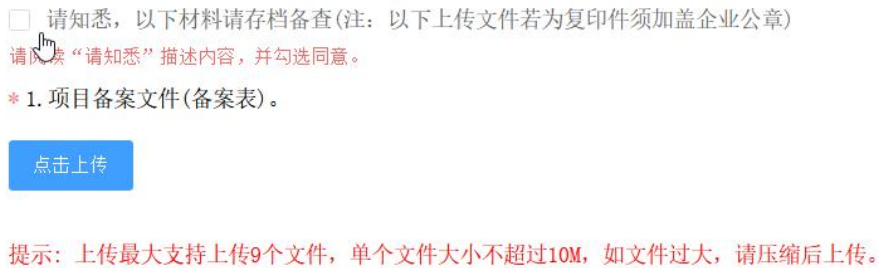 请知悉，以下材料请存档备查(注：以下上传文件若为复印件须加盖企业公章)
请阅读“请知悉”描述内容，并勾选同意。
* 1.项目备案文件(备案表)。
点击上传
提示: 上传最大支持上传9个文件，单个文件大小不超过10M，如文件过大，请压缩后上传。